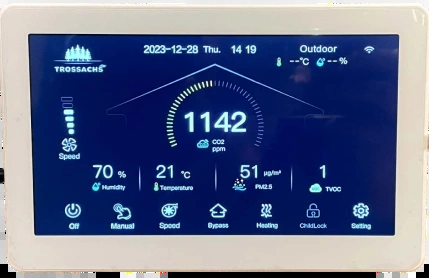 2023-12-28 Thu. 14 19
Outdoor
--°C --%
TROSSACHS
1142
CO2
ppm
Speed
70 %
Humidity
21 °C
Temperature
51 µg/m³
PM2.5
1
TVOC
Off
Manual
Speed
Bypass
Heating
ChildLock
Setting